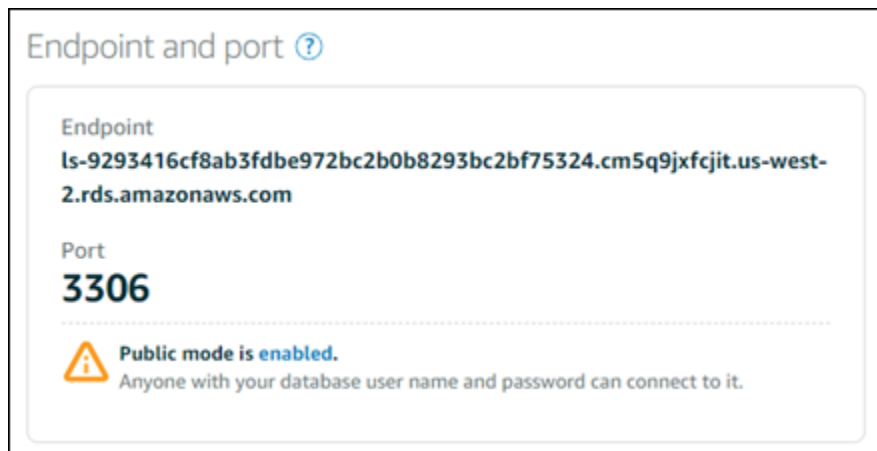 Endpoint and port ?
Endpoint
ls-9293416cf8ab3fdbe972bc2b0b8293bc2bf75324.cm5q9jxfcjit.us-west-
2.rds.amazonaws.com
Port
3306
Public mode is enabled.
Anyone with your database user name and password can connect to it.